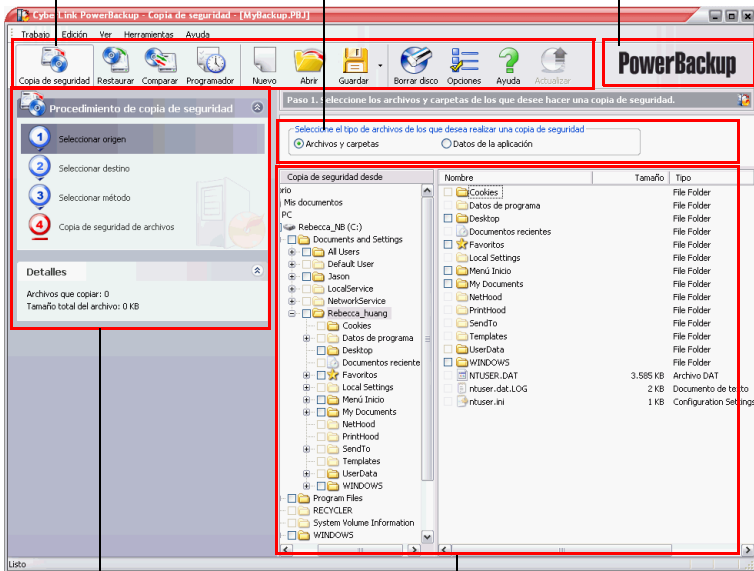 CyberLink PowerBackup - Copia de seguridad - [MyBackup.PBJ]
Trabajo Edición Ver Herramientas Ayuda
Copia de seguridad Restaurar Comparar Programador Nuevo Abrir Guardar Borrar disco Opciones Ayuda Actualizar
PowerBackup
Procedimiento de copia de seguridad
1 Seleccionar origen
2 Seleccionar destino
3 Seleccionar método
4 Copia de seguridad de archivos
Detalles
Archivos que copiar: 0
Tamaño total del archivo: 0 KB
Paso 1. Seleccione los archivos y carpetas de los que desee hacer una copia de seguridad.
Seleccione el tipo de archivos de los que desea realizar una copia de seguridad
Archivos y carpetas Datos de la aplicación
Copia de seguridad desde
orio
Mis documentos
PC
Rebecca_NB (C:)
Documents and Settings
All Users
Default User
Jason
LocalService
NetworkService
Rebecca_huang
Cookies
Datos de programa
Desktop
Documentos reciente
Favoritos
Local Settings
Menú Inicio
My Documents
NetHood
PrintHood
SendTo
Templates
UserData
WINDOWS
Program Files
RECYCLER
System Volume Information
WINDOWS
Nombre Tamaño Tipo
Cookies File Folder
Datos de programa File Folder
Desktop File Folder
Documentos recientes File Folder
Favoritos File Folder
Local Settings File Folder
Menú Inicio File Folder
My Documents File Folder
NetHood File Folder
PrintHood File Folder
SendTo File Folder
Templates File Folder
UserData File Folder
WINDOWS File Folder
NTUSER.DAT 3.585 KB Archivo DAT
ntuser.dat.LOG 2 KB Documento de texto
ntuser.ini 1 KB Configuration Settings
Listo